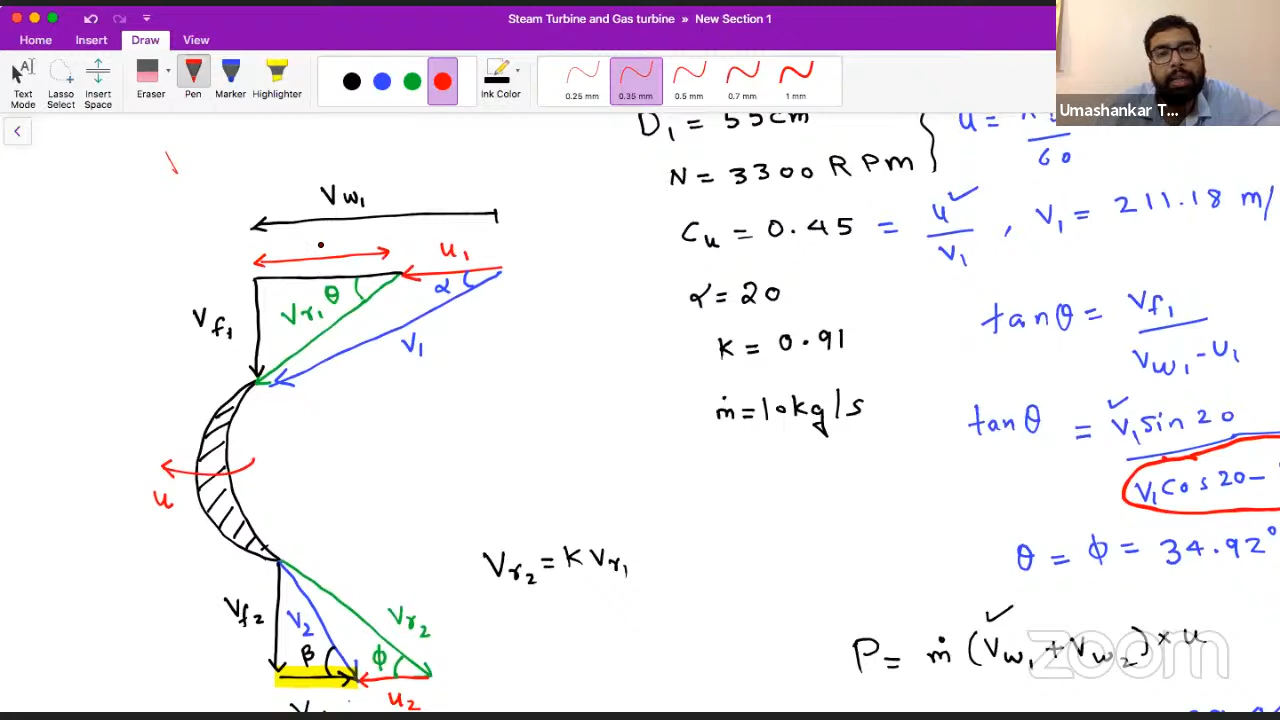 Steam Turbine and Gas turbine » New Section 1
Home Insert Draw View
Text Mode
Lasso Select
Insert Space
Eraser
Pen
Marker
Highlighter
Ink Color
0.25 mm
0.35 mm
0.5 mm
0.7 mm
1 mm
Umashankar T...
D1 = 55cm
u =
60
N = 3300 RPm
Cu = 0.45 = u/V1 , V1 = 211.18 m/
α = 20
k = 0.91
ṁ = 10kg/s
tanθ = Vf1 / Vw1 - u1
tanθ = V1 sin 20 / V1 Cos 20 -
θ = ϕ = 34.92°
P = ṁ (Vw1 + Vw2) × u
zoom
Vw1
u1
θ
α
Vr1
Vf1
V1
u
Vr2 = K Vr1
Vf2
V2
Vr2
β
ϕ
u2